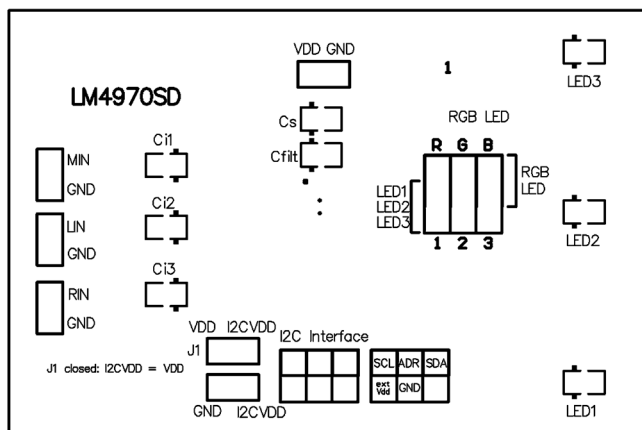 VDD GND
1
LED3
LM4970SD
Cs
RGB LED
Cfilt
R G B
Ci1
MIN
GND
RGB
LED
LED1
LED2
LED3
Ci2
LIN
GND
LED2
1 2 3
Ci3
RIN
GND
VDD I2CVDD
I2C Interface
J1
J1 closed: I2CVDD = VDD
SCL ADR SDA
ext
Vdd
GND
GND I2CVDD
LED1